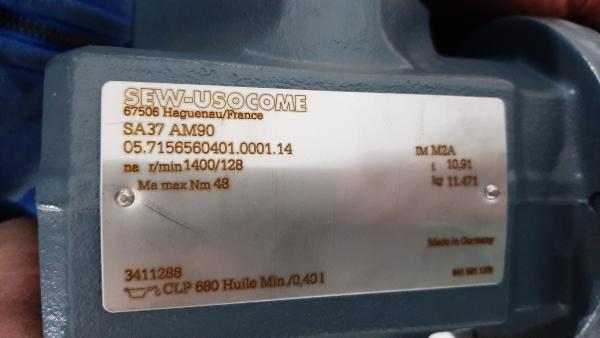 SEW-USOCOME
67506 Haguenau/France
SA37 AM90
05.7156560401.0001.14 IM M2A
na r/min 1400/128 i 10,91
Ma max Nm 48 kg 11.471
Made in Germany
3411288
CLP 680 Huile Min./0,40 l